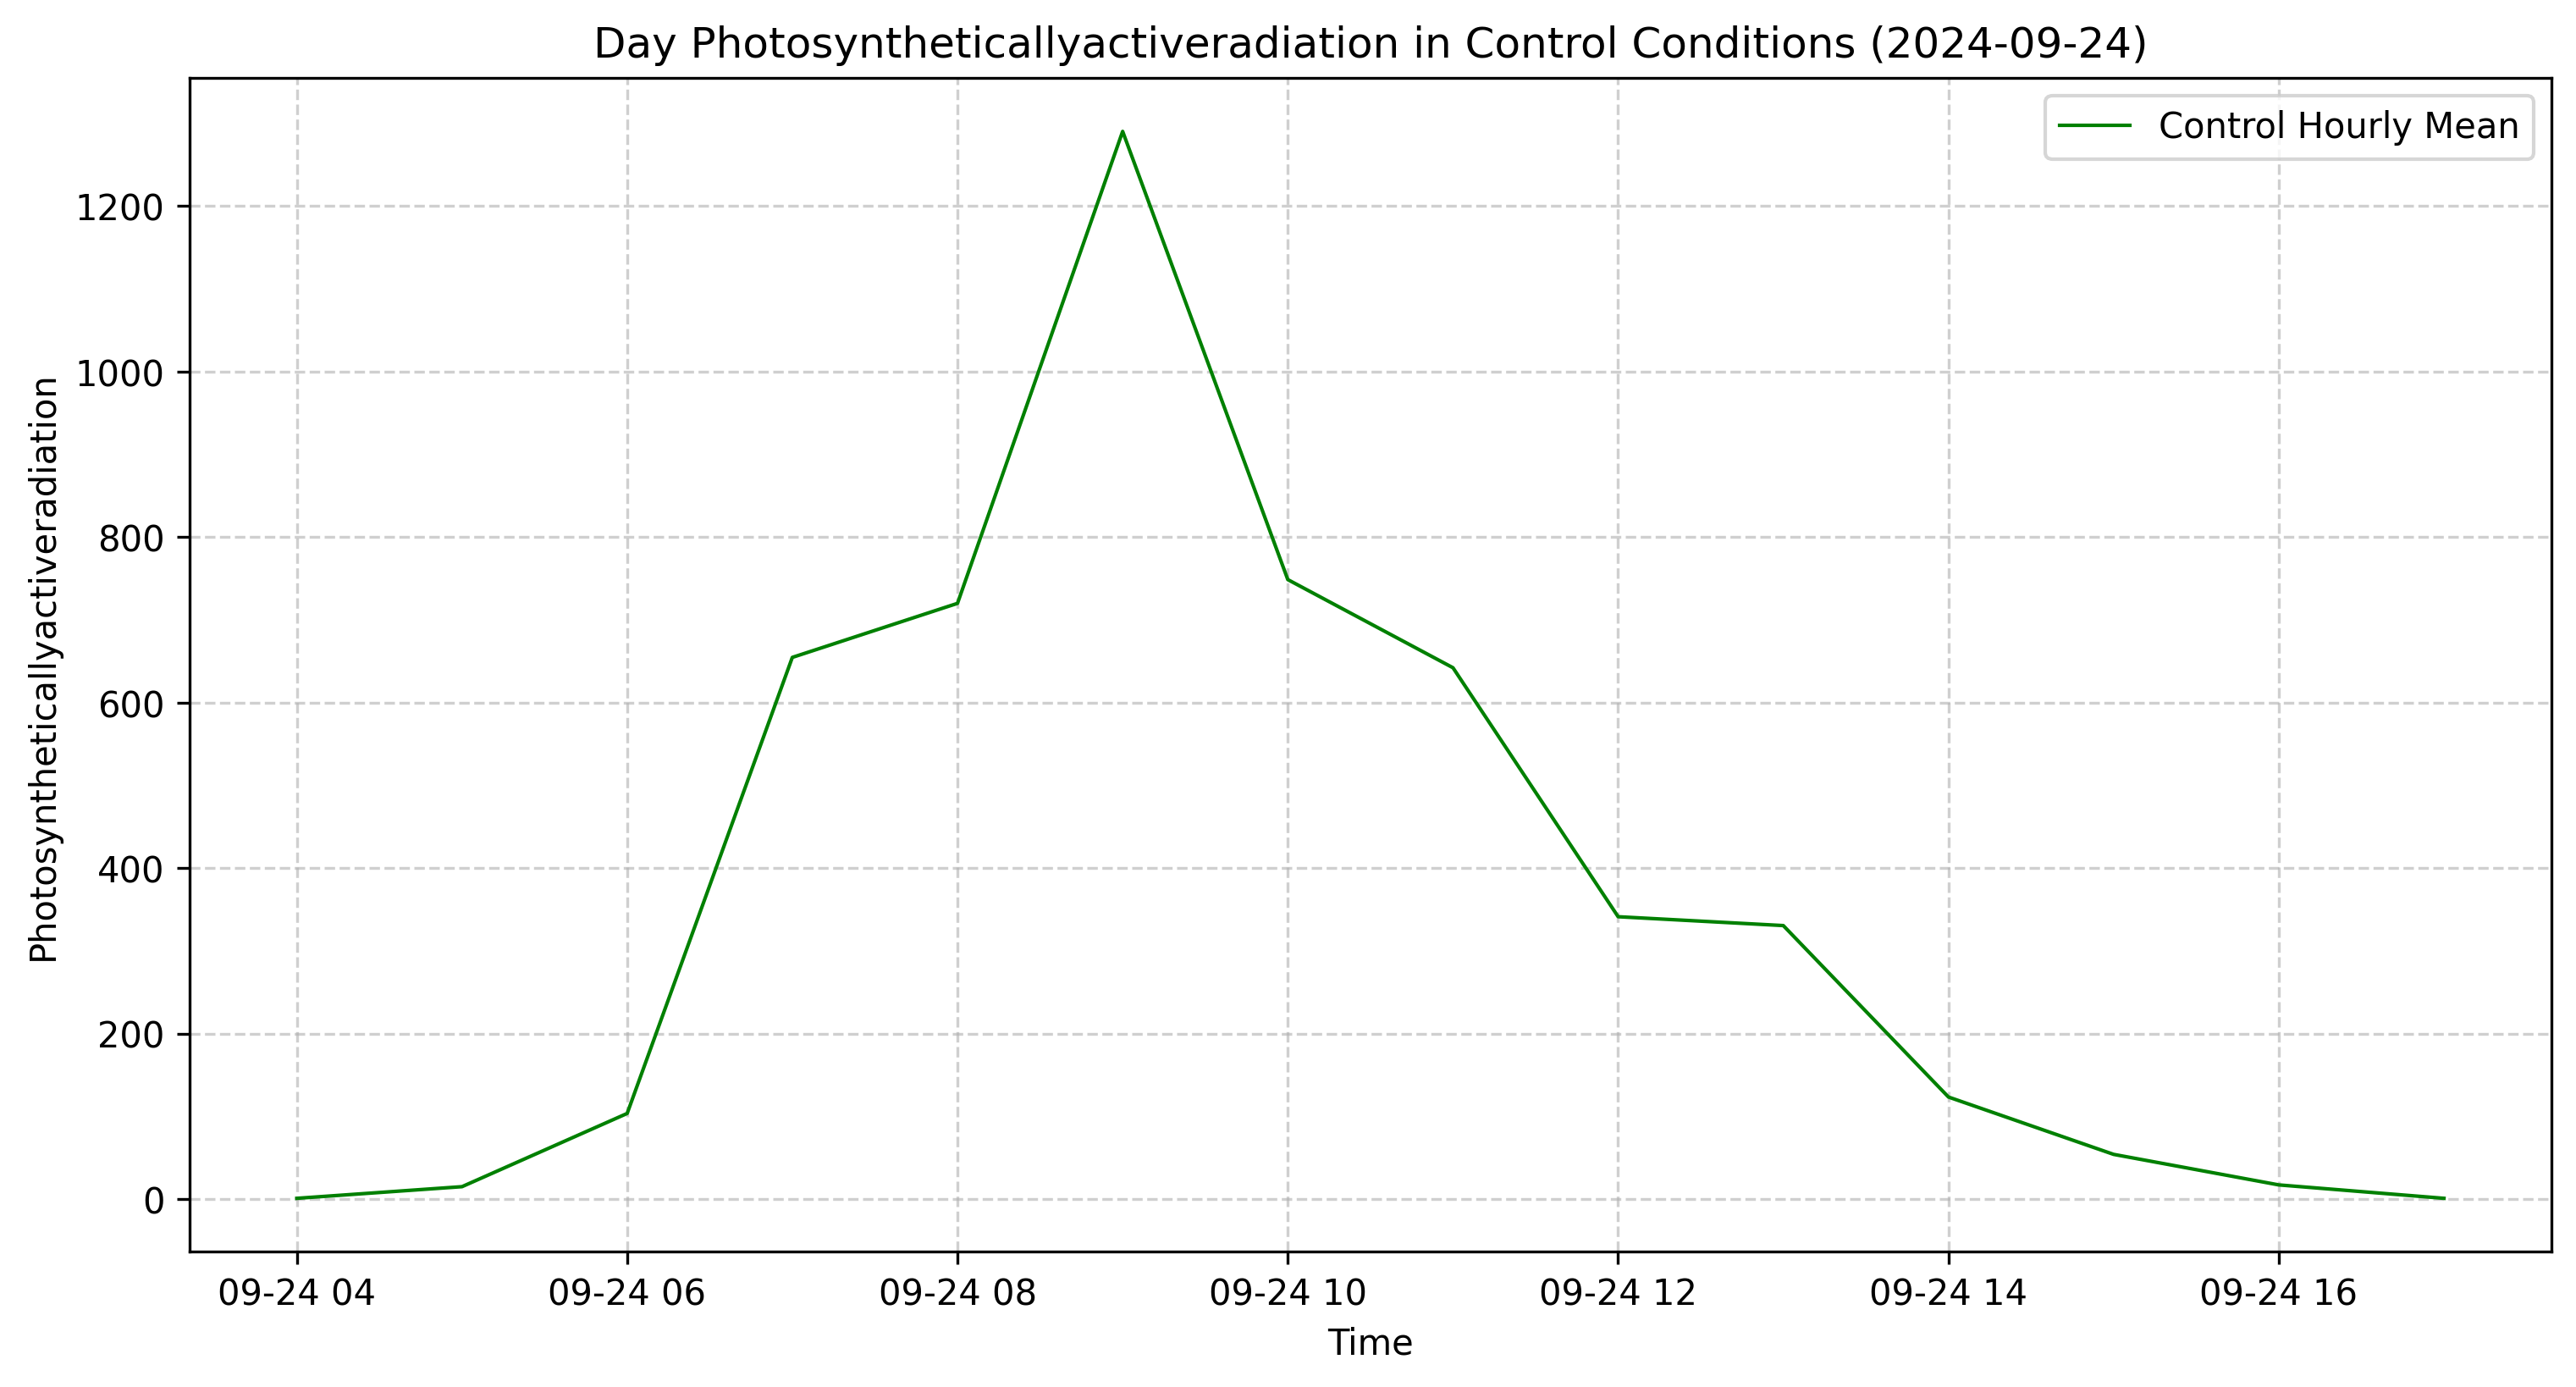 Day Photosyntheticallyactiveradiation in Control Conditions (2024-09-24)
Control Hourly Mean
Photosyntheticallyactiveradiation
1200
1000
800
600
400
200
0
09-24 04 09-24 06 09-24 08 09-24 10 09-24 12 09-24 14 09-24 16
Time